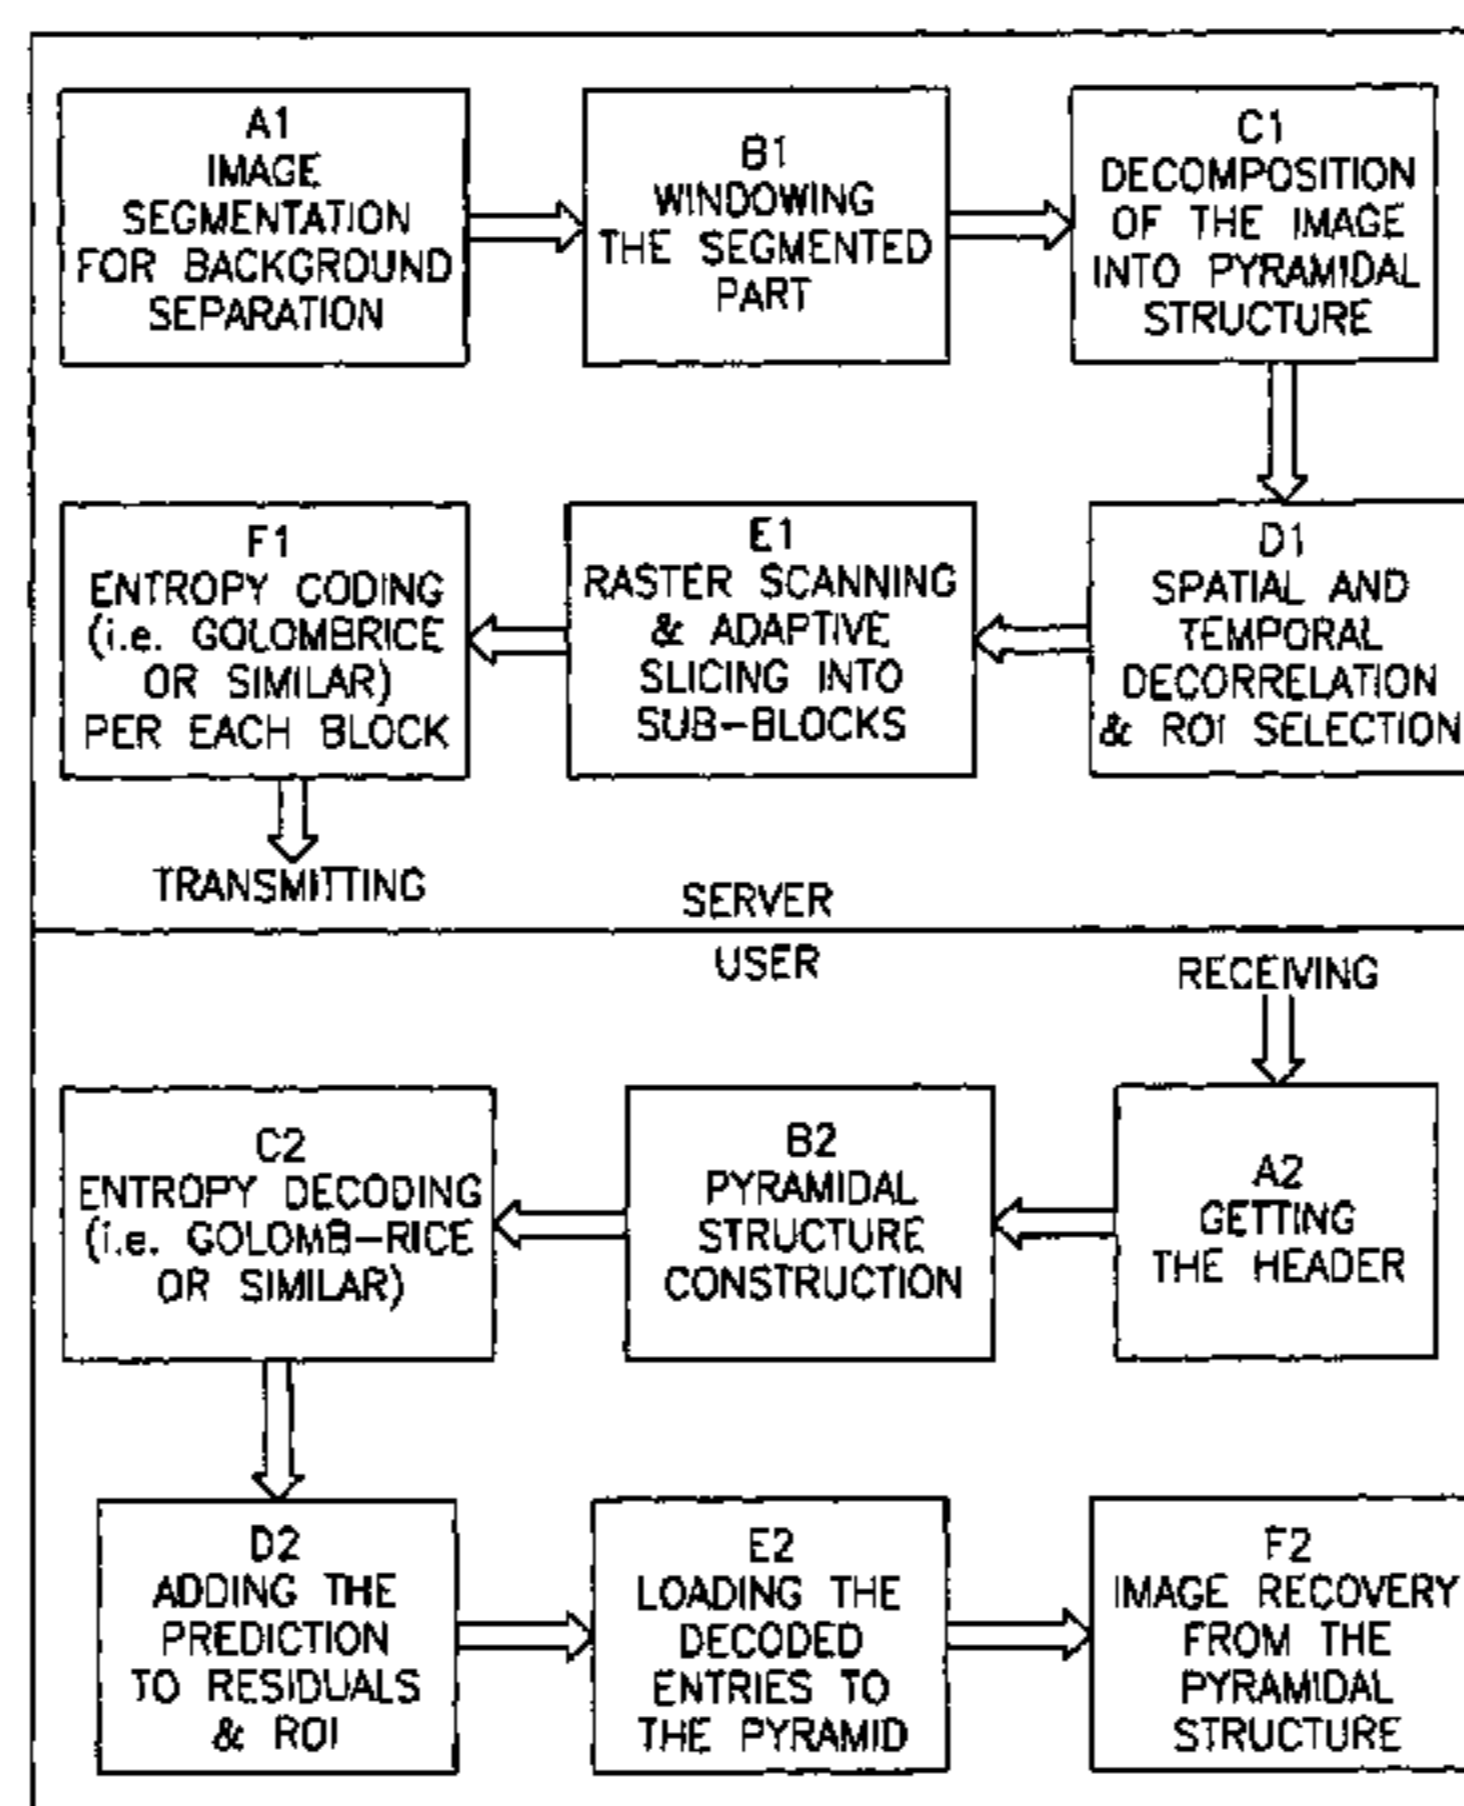 A1
IMAGE
SEGMENTATION
FOR BACKGROUND
SEPARATION
B1
WINDOWING
THE SEGMENTED
PART
C1
DECOMPOSITION
OF THE IMAGE
INTO PYRAMIDAL
STRUCTURE
D1
SPATIAL AND
TEMPORAL
DECORRELATION
& ROI SELECTION
E1
RASTER SCANNING
& ADAPTIVE
SLICING INTO
SUB-BLOCKS
F1
ENTROPY CODING
(i.e. GOLOMBRICE
OR SIMILAR)
PER EACH BLOCK
TRANSMITTING
SERVER
USER
RECEIVING
A2
GETTING
THE HEADER
B2
PYRAMIDAL
STRUCTURE
CONSTRUCTION
C2
ENTROPY DECODING
(i.e. GOLOMB-RICE
OR SIMILAR)
D2
ADDING THE
PREDICTION
TO RESIDUALS
& ROI
E2
LOADING THE
DECODED
ENTRIES TO
THE PYRAMID
F2
IMAGE RECOVERY
FROM THE
PYRAMIDAL
STRUCTURE